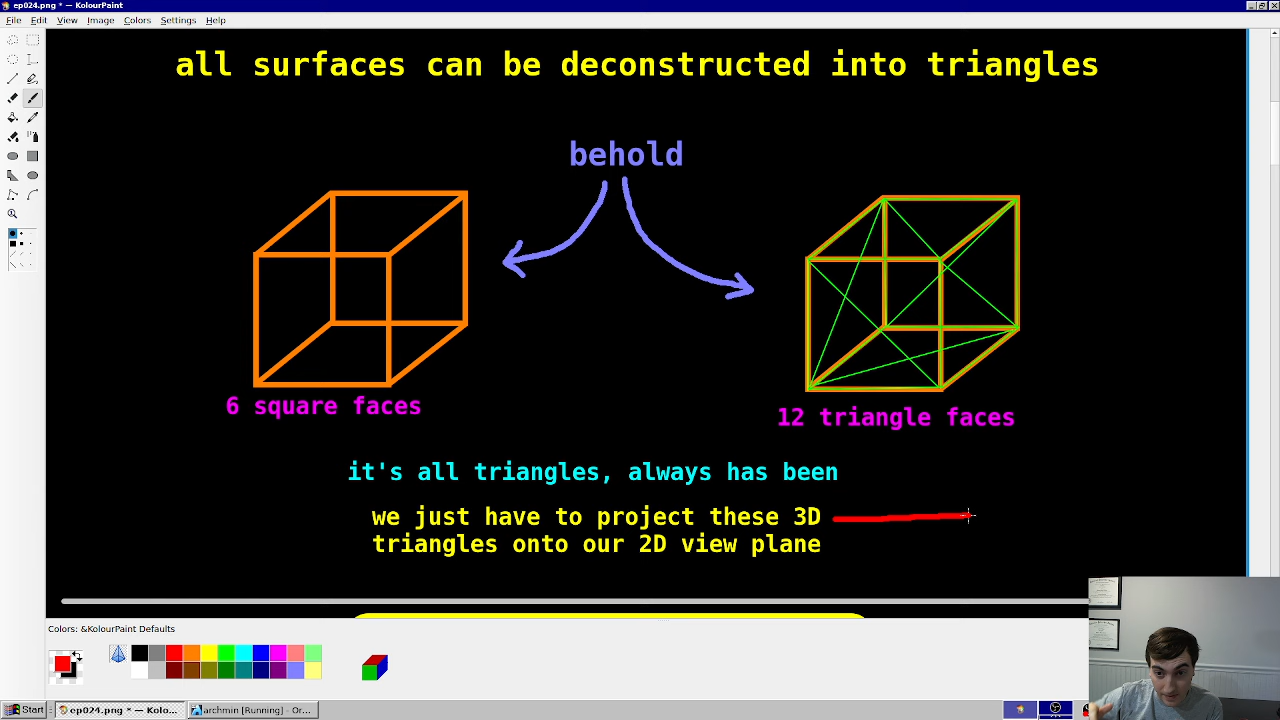 ep024.png * — KolourPaint
File Edit View Image Colors Settings Help
all surfaces can be deconstructed into triangles
behold
6 square faces
12 triangle faces
it's all triangles, always has been
we just have to project these 3D
triangles onto our 2D view plane
Colors: &KolourPaint Defaults
Start
ep024.png * — Kolo...
archmin [Running] - Or...